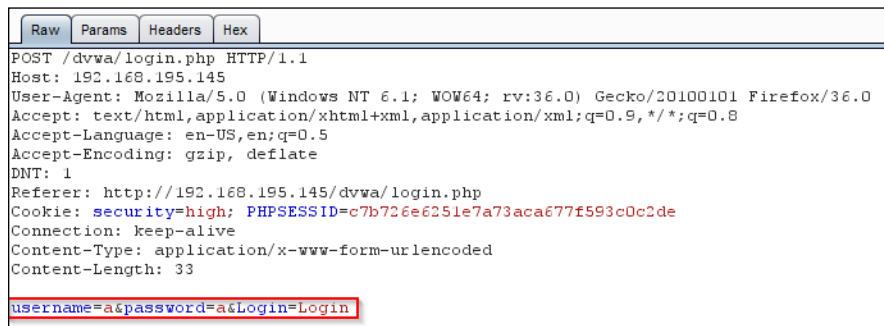 Raw Params Headers Hex
POST /dvwa/login.php HTTP/1.1
Host: 192.168.195.145
User-Agent: Mozilla/5.0 (Windows NT 6.1; WOW64; rv:36.0) Gecko/20100101 Firefox/36.0
Accept: text/html,application/xhtml+xml,application/xml;q=0.9,*/*;q=0.8
Accept-Language: en-US,en;q=0.5
Accept-Encoding: gzip, deflate
DNT: 1
Referer: http://192.168.195.145/dvwa/login.php
Cookie: security=high; PHPSESSID=c7b726e6251e7a73aca677f593c0c2de
Connection: keep-alive
Content-Type: application/x-www-form-urlencoded
Content-Length: 33
username=a&password=a&Login=Login